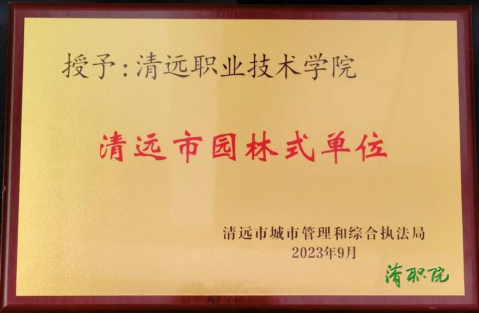 授予：清远职业技术学院
清远市园林式单位
清远市城市管理和综合执法局
2023年9月
清职院